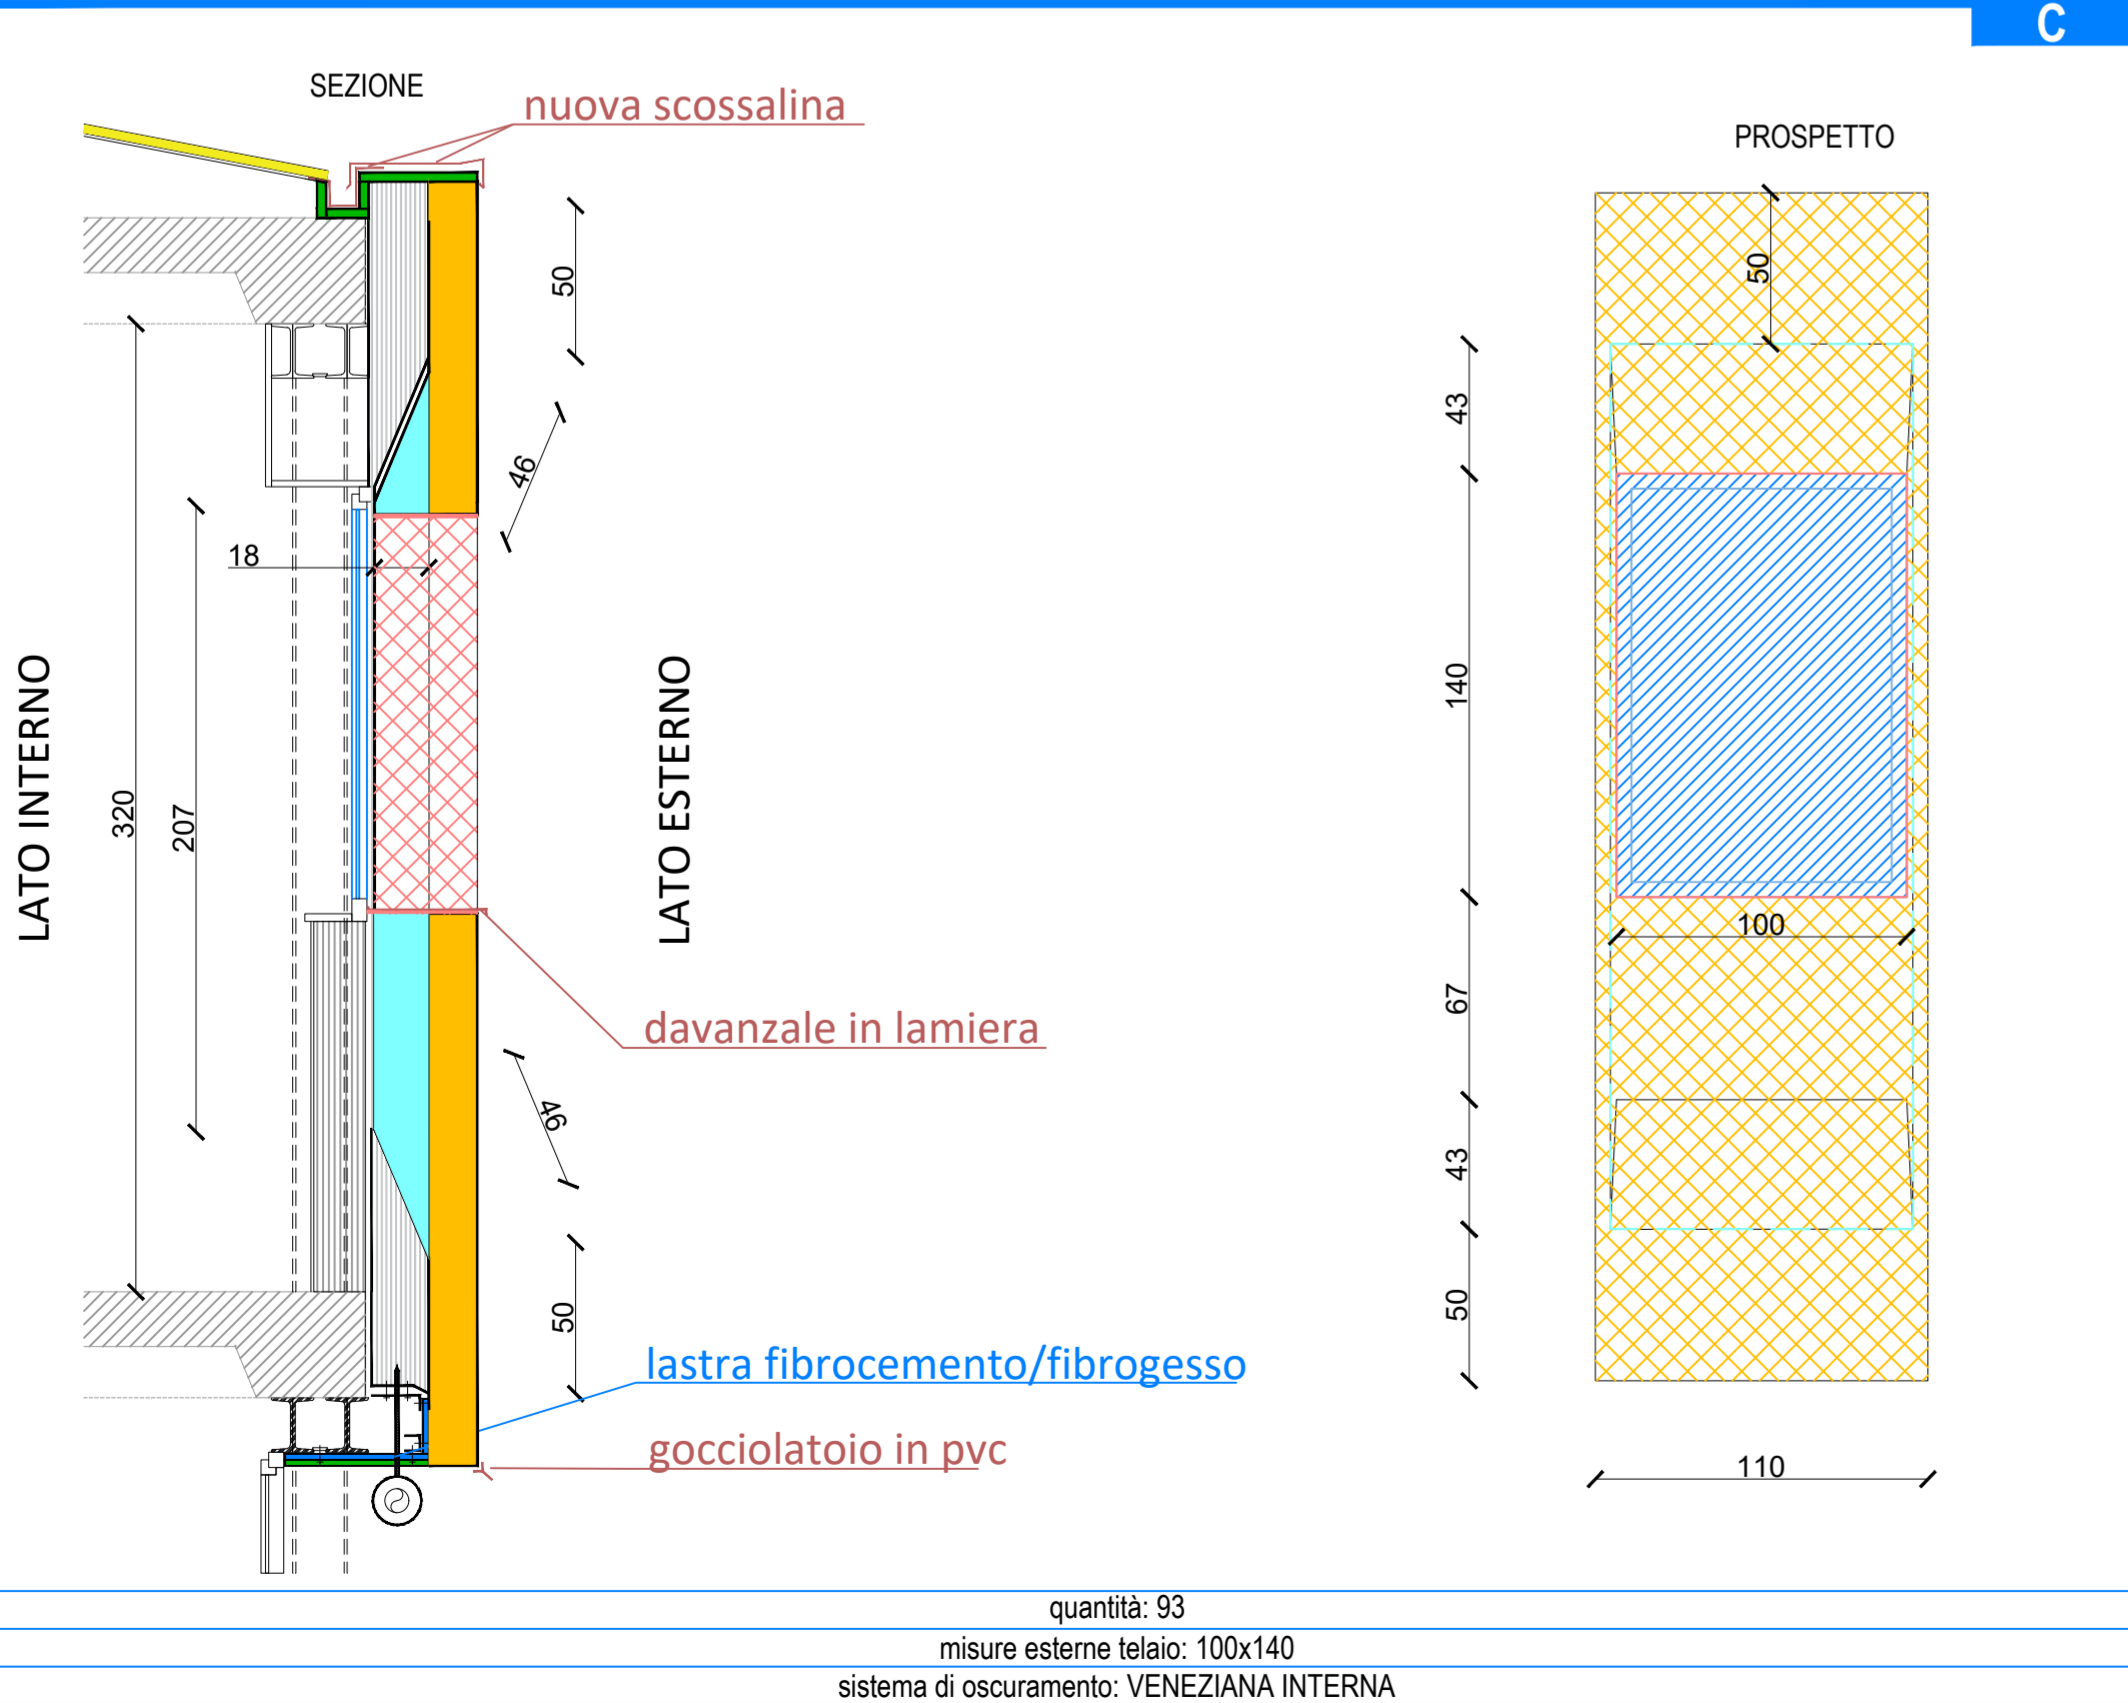 C
SEZIONE
nuova scossalina
PROSPETTO
50
50
43
46
18
140
LATO INTERNO
LATO ESTERNO
320
207
100
67
davanzale in lamiera
46
43
50
50
lastra fibrocemento/fibrogesso
gocciolatoio in pvc
110
quantità: 93
misure esterne telaio: 100x140
sistema di oscuramento: VENEZIANA INTERNA